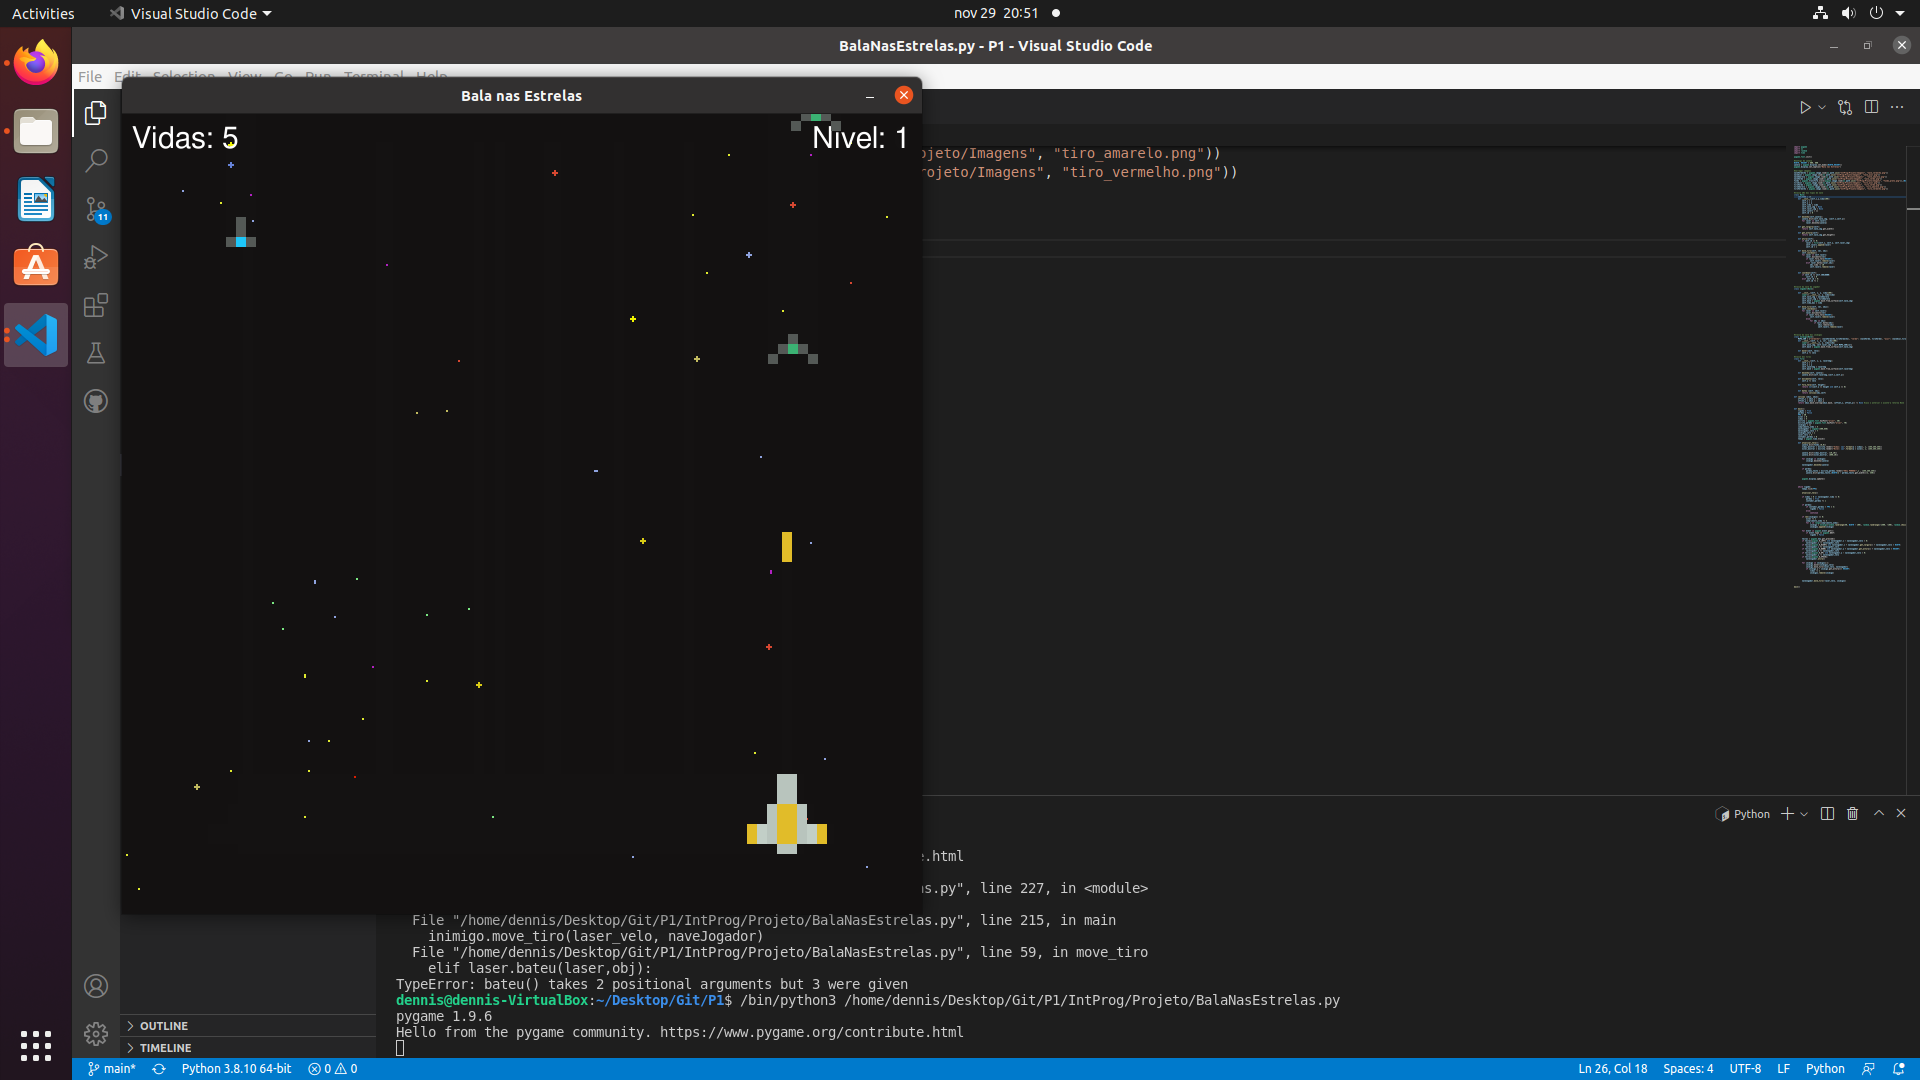 Activities
Visual Studio Code
nov 29 20:51
BalaNasEstrelas.py - P1 - Visual Studio Code
File Edit Selection View Go Run Terminal Help
Bala nas Estrelas
Vidas: 5
Nivel: 1
ojeto/Imagens", "tiro_amarelo.png"))
rojeto/Imagens", "tiro_vermelho.png"))
11
Python
e.html
as.py", line 227, in <module>
File "/home/dennis/Desktop/Git/P1/IntProg/Projeto/BalaNasEstrelas.py", line 215, in main
inimigo.move_tiro(laser_velo, naveJogador)
File "/home/dennis/Desktop/Git/P1/IntProg/Projeto/BalaNasEstrelas.py", line 59, in move_tiro
elif laser.bateu(laser,obj):
TypeError: bateu() takes 2 positional arguments but 3 were given
dennis@dennis-VirtualBox:~/Desktop/Git/P1$ /bin/python3 /home/dennis/Desktop/Git/P1/IntProg/Projeto/BalaNasEstrelas.py
pygame 1.9.6
Hello from the pygame community. https://www.pygame.org/contribute.html
OUTLINE
TIMELINE
main*
Python 3.8.10 64-bit
0 0
Ln 26, Col 18
Spaces: 4
UTF-8
LF
Python